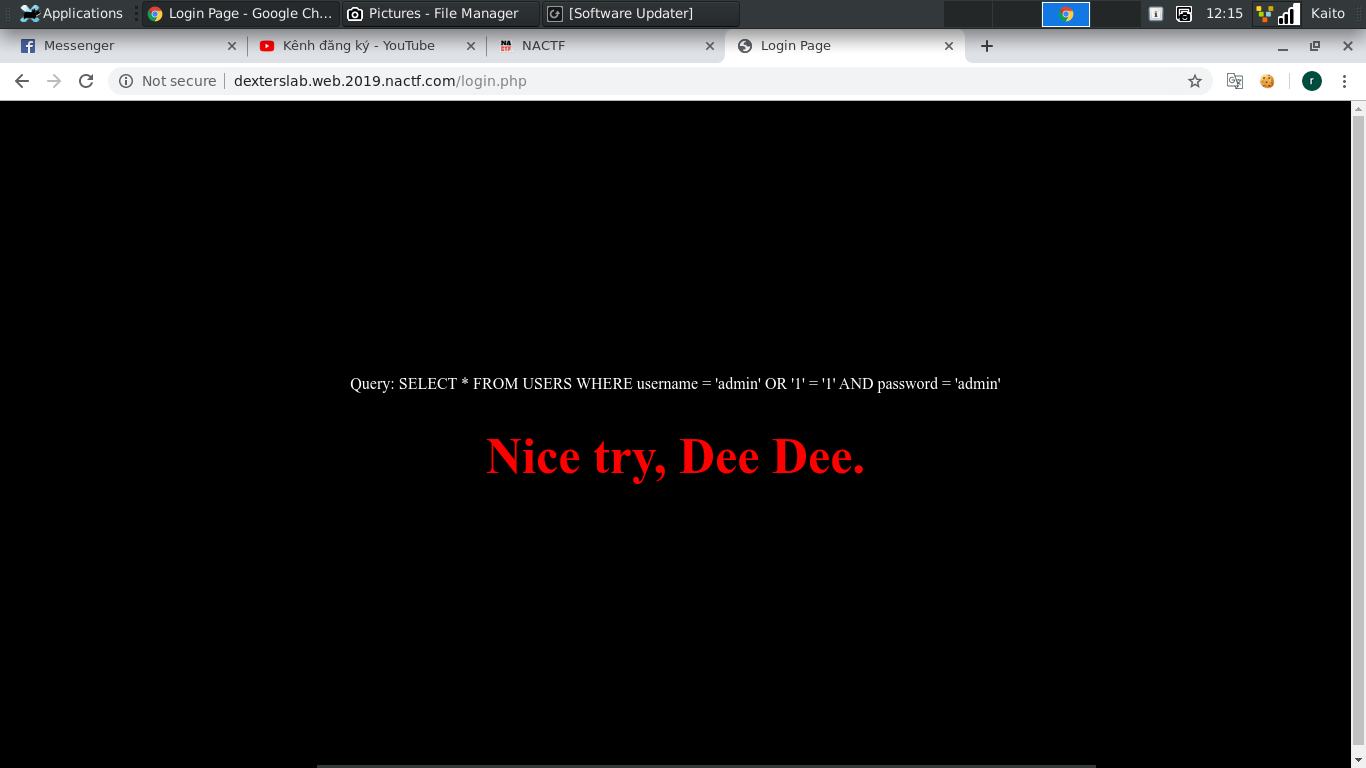 Applications
Login Page - Google Ch...
Pictures - File Manager
[Software Updater]
12:15
Kaito
Messenger
Kênh đăng ký - YouTube
NACTF
Login Page
Not secure
dexterslab.web.2019.nactf.com/login.php
r
Query: SELECT * FROM USERS WHERE username = 'admin' OR '1' = '1' AND password = 'admin'
Nice try, Dee Dee.